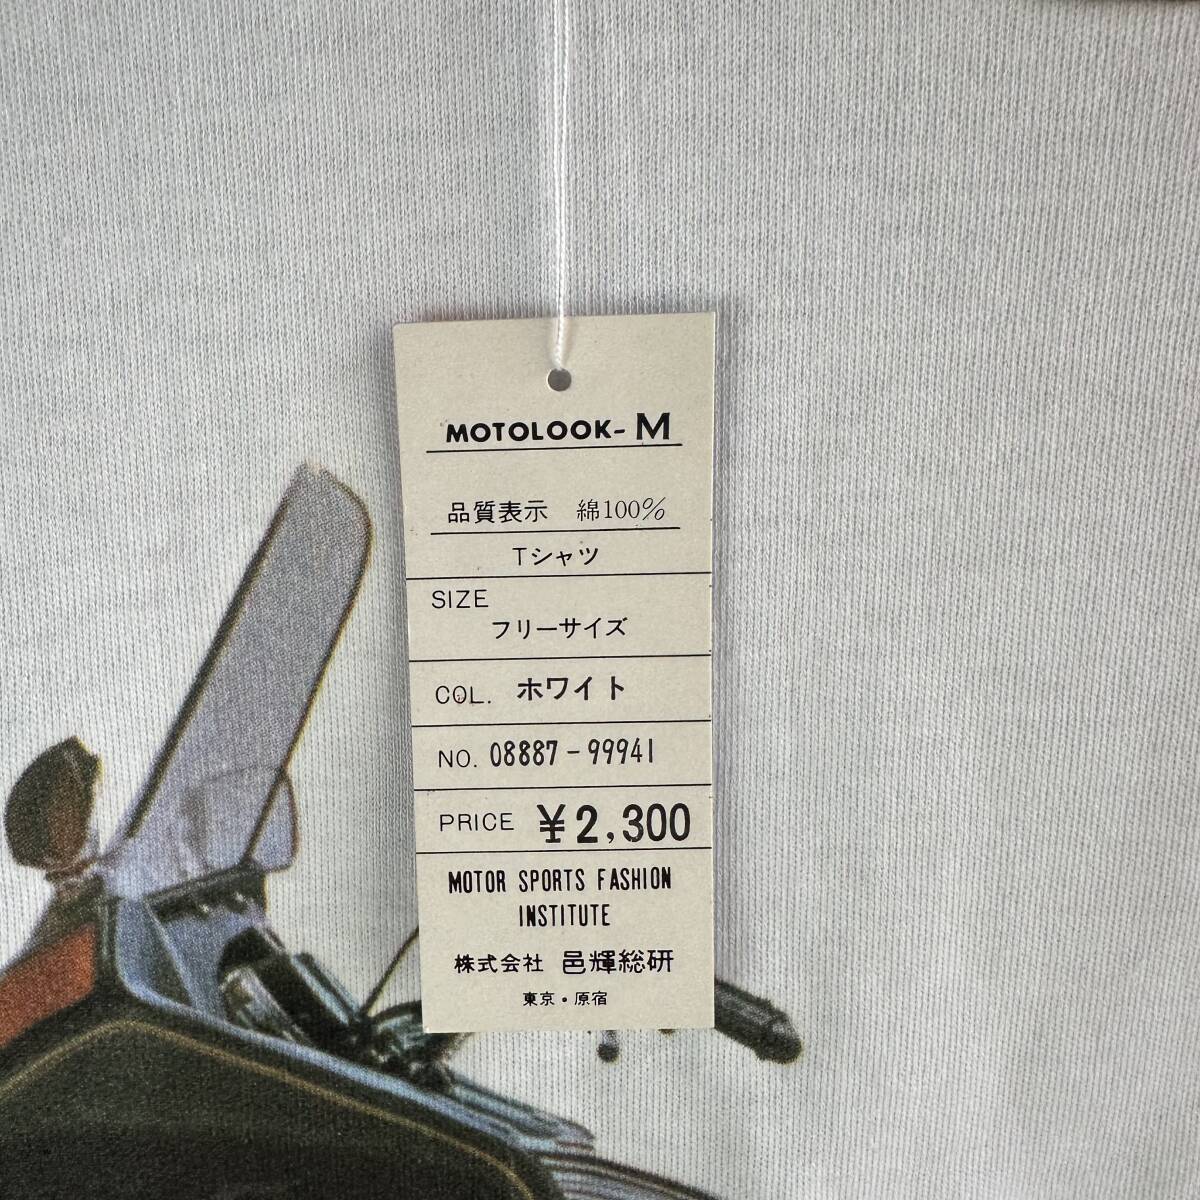 MOTOLOOK-M
品質表示 綿100%
Tシャツ
SIZE
フリーサイズ
COL. ホワイト
NO. 08887-99941
PRICE ¥2,300
MOTOR SPORTS FASHION
INSTITUTE
株式会社 邑輝総研
東京・原宿